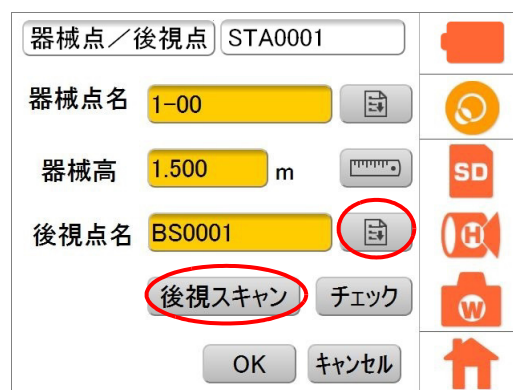 器械点／後視点 STA0001
器械点名 1-00
器械高 1.500 m
SD
後視点名 BS0001
H
後視スキャン チェック
W
OK キャンセル